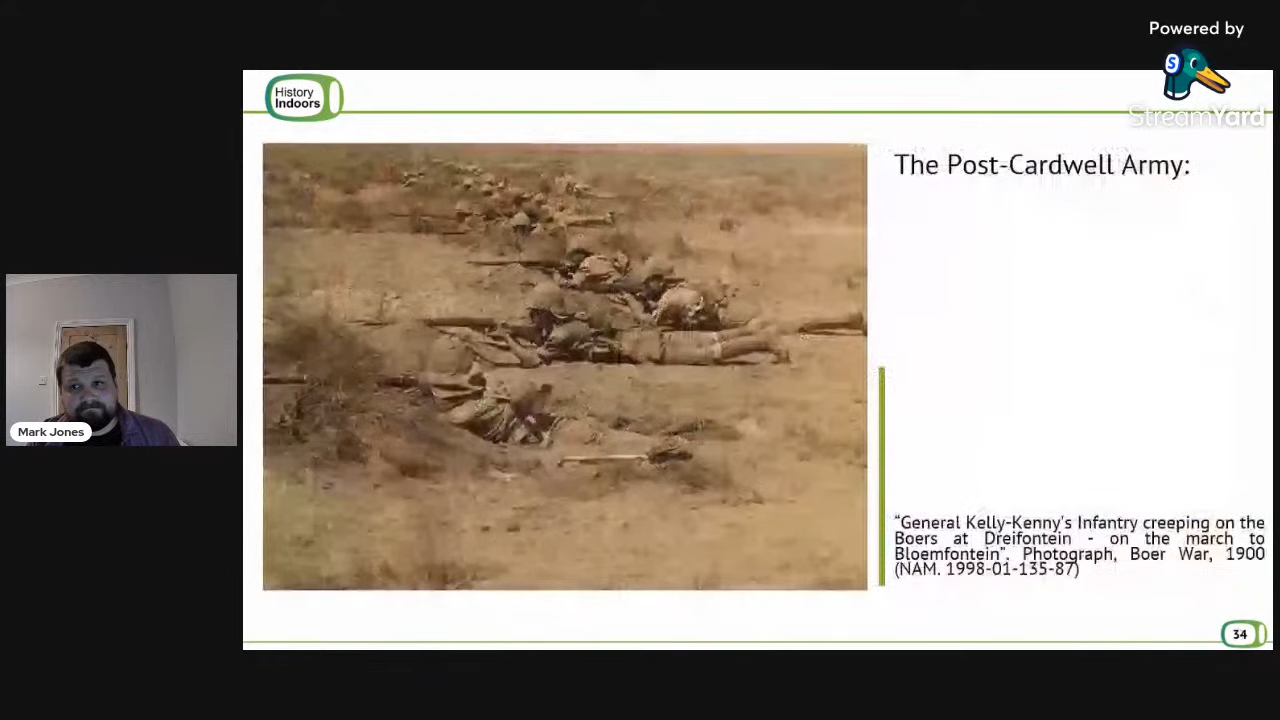 Powered by
S
StreamYard
History
Indoors
The Post-Cardwell Army:
Mark Jones
“General Kelly-Kenny's Infantry creeping on the
Boers at Dreifontein - on the march to
Bloemfontein”. Photograph, Boer War, 1900
(NAM. 1998-01-135-87)
34